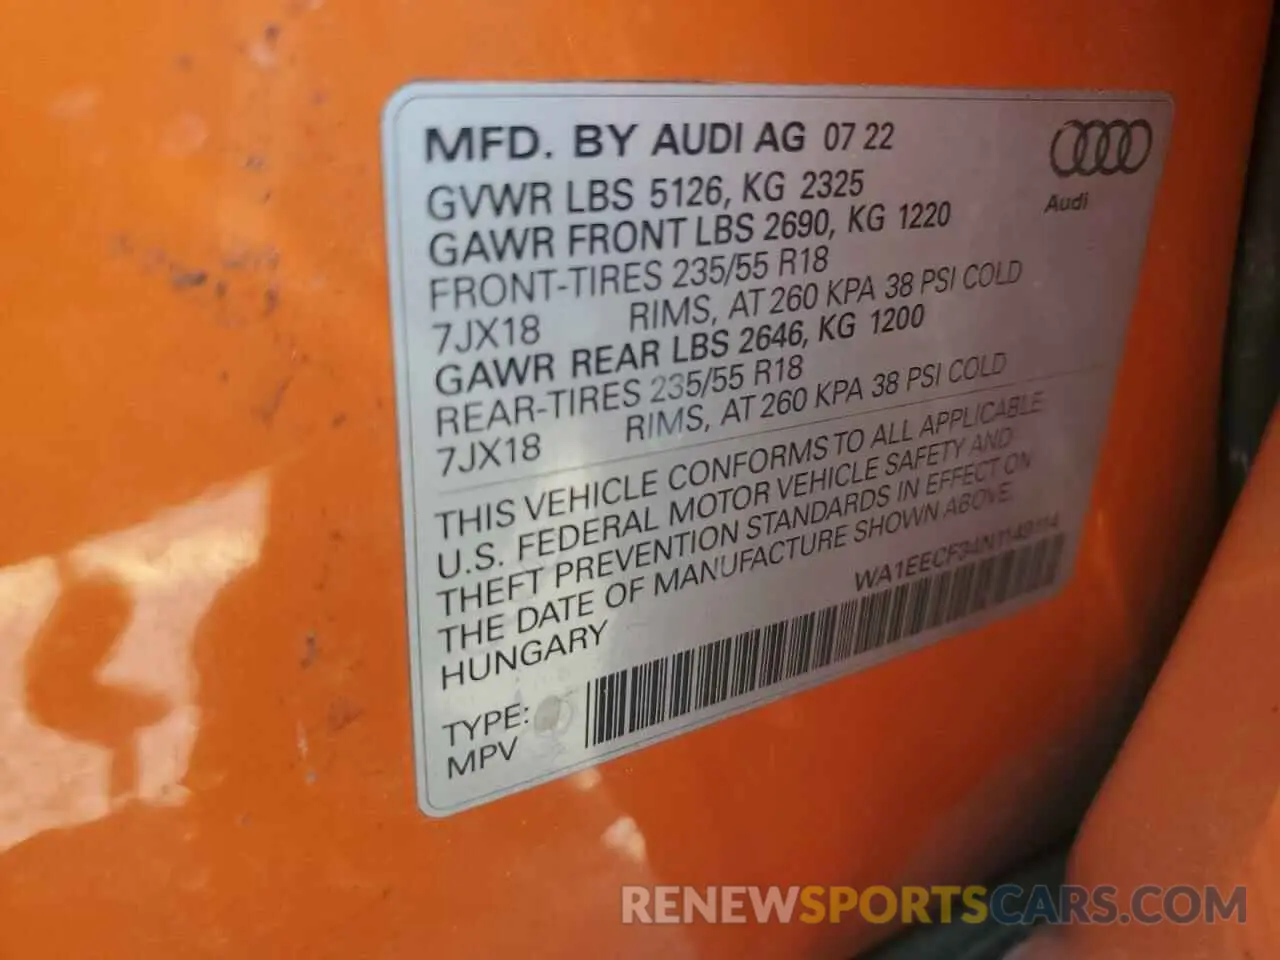 MFD. BY AUDI AG 07 22
Audi
GVWR LBS 5126, KG 2325
GAWR FRONT LBS 2690, KG 1220
FRONT-TIRES 235/55 R18
7JX18 RIMS, AT 260 KPA 38 PSI COLD
GAWR REAR LBS 2646, KG 1200
REAR-TIRES 235/55 R18
7JX18 RIMS, AT 260 KPA 38 PSI COLD
THIS VEHICLE CONFORMS TO ALL APPLICABLE
U.S. FEDERAL MOTOR VEHICLE SAFETY AND
THEFT PREVENTION STANDARDS IN EFFECT ON
THE DATE OF MANUFACTURE SHOWN ABOVE.
HUNGARY
WA1EECF34N1149114
TYPE:
MPV
RENEWSPORTSCARS.COM